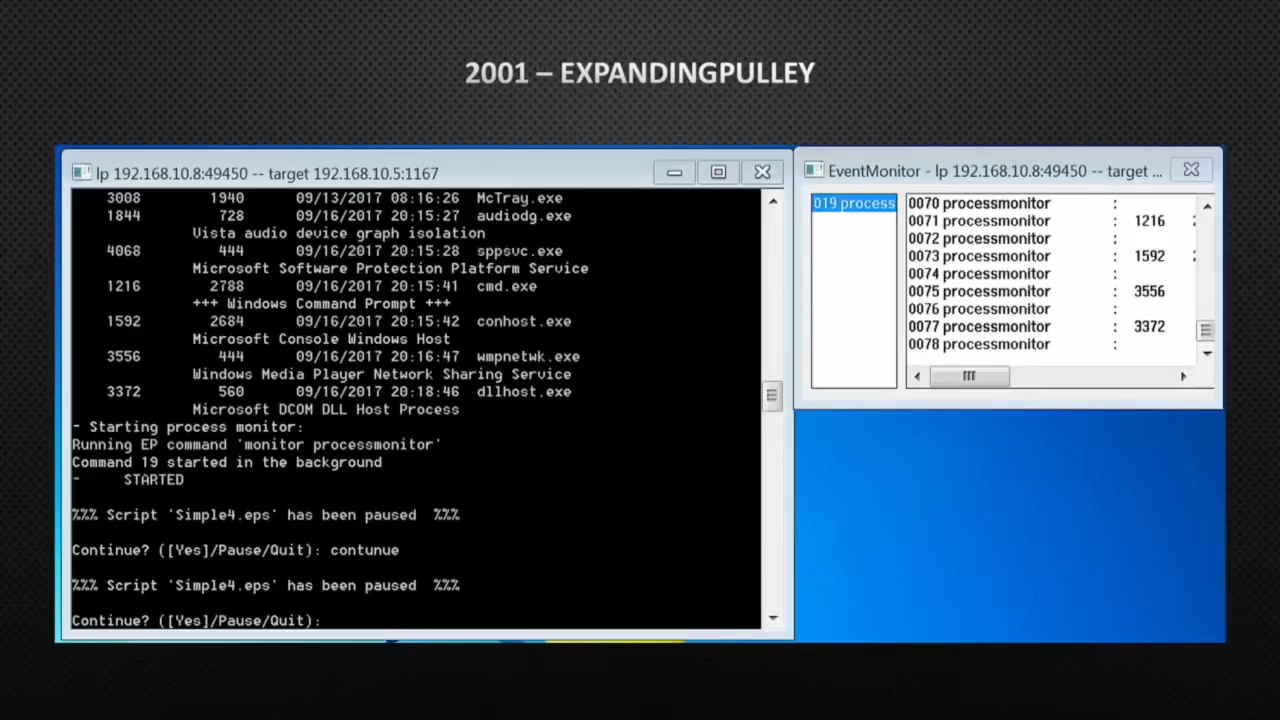 2001 – EXPANDINGPULLEY
lp 192.168.10.8:49450 -- target 192.168.10.5:1167
3008 1940 09/13/2017 08:16:26 McTray.exe
1844 728 09/16/2017 20:15:27 audiodg.exe
Vista audio device graph isolation
4068 444 09/16/2017 20:15:28 sppsvc.exe
Microsoft Software Protection Platform Service
1216 2788 09/16/2017 20:15:41 cmd.exe
+++ Windows Command Prompt +++
1592 2684 09/16/2017 20:15:42 conhost.exe
Microsoft Console Windows Host
3556 444 09/16/2017 20:16:47 wmpnetwk.exe
Windows Media Player Network Sharing Service
3372 560 09/16/2017 20:18:46 dllhost.exe
Microsoft DCOM DLL Host Process
- Starting process monitor:
Running EP command 'monitor processmonitor'
Command 19 started in the background
- STARTED
%%% Script 'Simple4.eps' has been paused %%%
Continue? ([Yes]/Pause/Quit): contunue
%%% Script 'Simple4.eps' has been paused %%%
Continue? ([Yes]/Pause/Quit):
EventMonitor - lp 192.168.10.8:49450 -- target ...
019 process
0070 processmonitor :
0071 processmonitor : 1216
0072 processmonitor :
0073 processmonitor : 1592
0074 processmonitor :
0075 processmonitor : 3556
0076 processmonitor :
0077 processmonitor : 3372
0078 processmonitor :